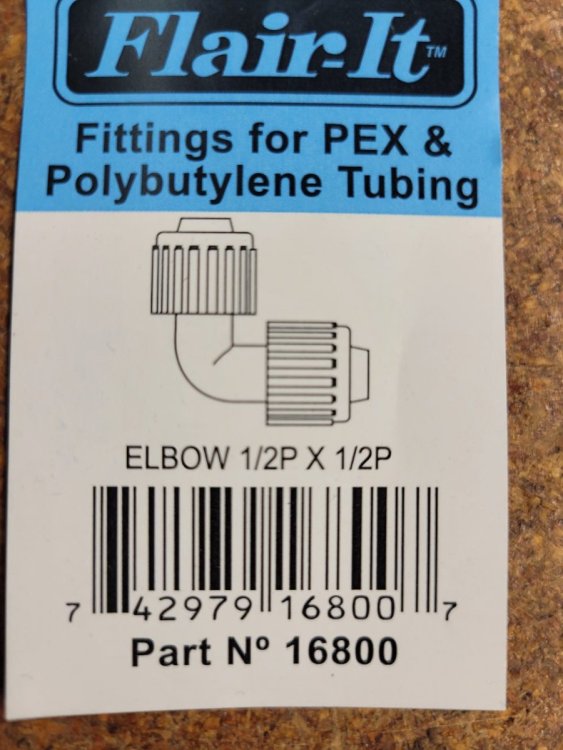 Flair-It™
Fittings for PEX &
Polybutylene Tubing
ELBOW 1/2P X 1/2P
7 42979 16800 7
Part Nº 16800